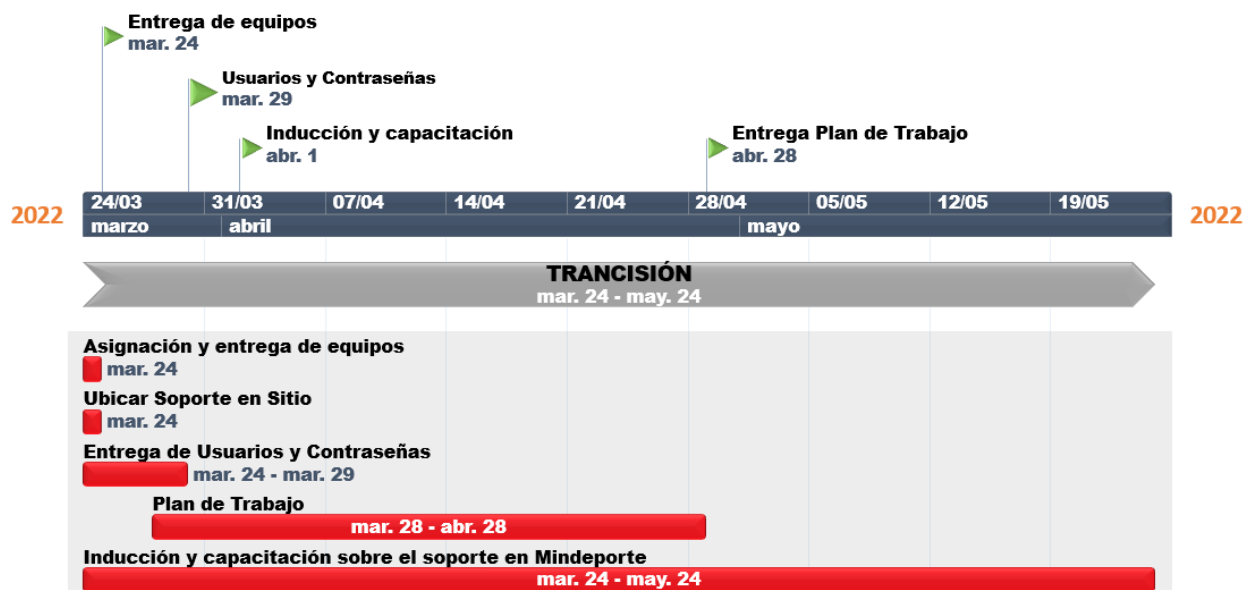 Entrega de equipos
mar. 24
Usuarios y Contraseñas
mar. 29
Inducción y capacitación
abr. 1
Entrega Plan de Trabajo
abr. 28
2022
24/03 31/03 07/04 14/04 21/04 28/04 05/05 12/05 19/05
marzo abril mayo
2022
TRANCISIÓN
mar. 24 - may. 24
Asignación y entrega de equipos
mar. 24
Ubicar Soporte en Sitio
mar. 24
Entrega de Usuarios y Contraseñas
mar. 24 - mar. 29
Plan de Trabajo
mar. 28 - abr. 28
Inducción y capacitación sobre el soporte en Mindeporte
mar. 24 - may. 24